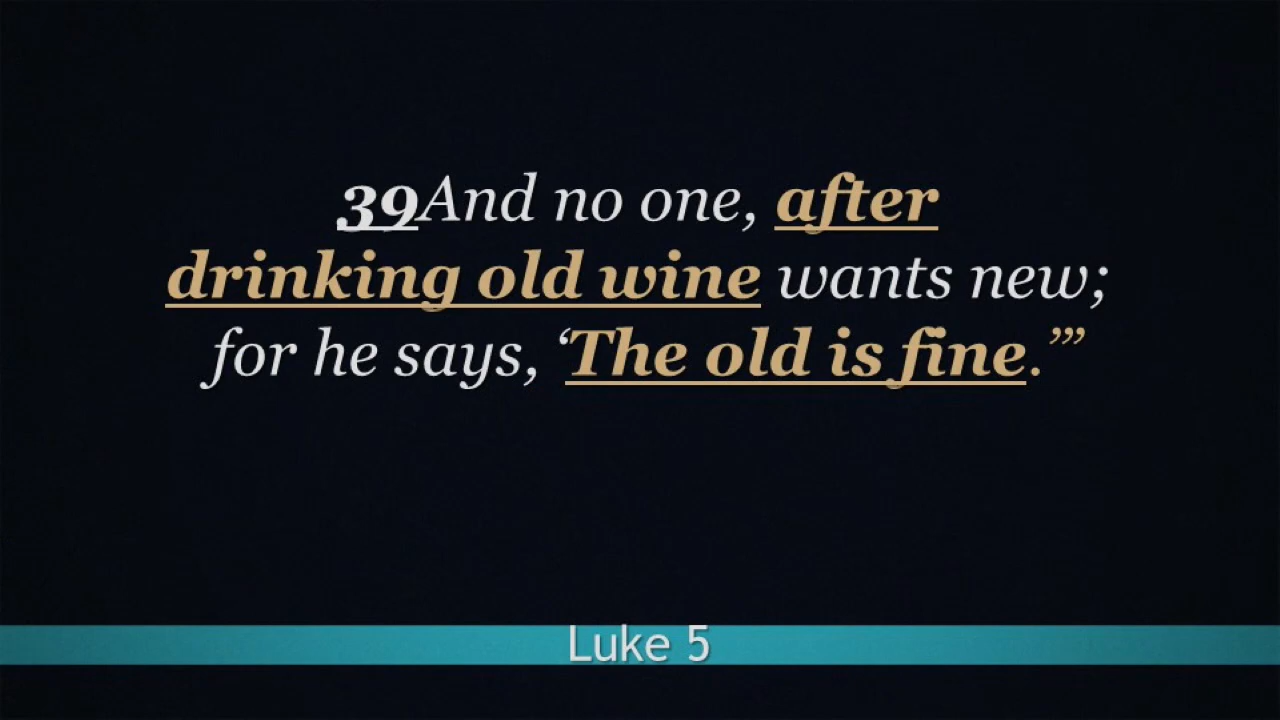 39And no one, after
drinking old wine wants new;
for he says, ‘The old is fine.’”
Luke 5